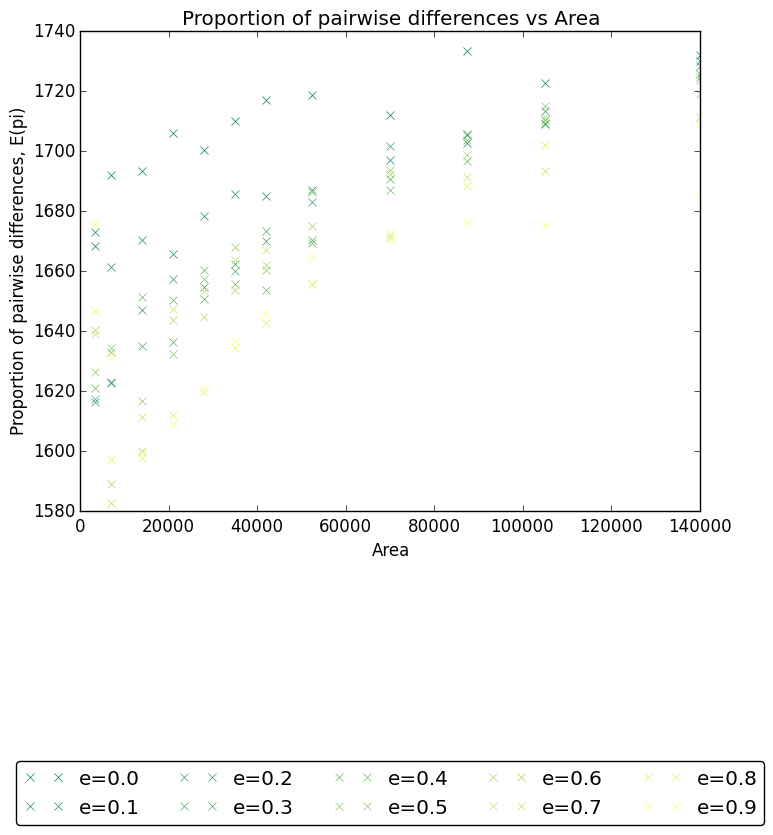 Proportion of pairwise differences vs Area
1740
1720
1700
1680
1660
1640
1620
1600
1580
Proportion of pairwise differences, E(pi)
0 20000 40000 60000 80000 100000 120000 140000
Area
e=0.0 e=0.2 e=0.4 e=0.6 e=0.8
e=0.1 e=0.3 e=0.5 e=0.7 e=0.9